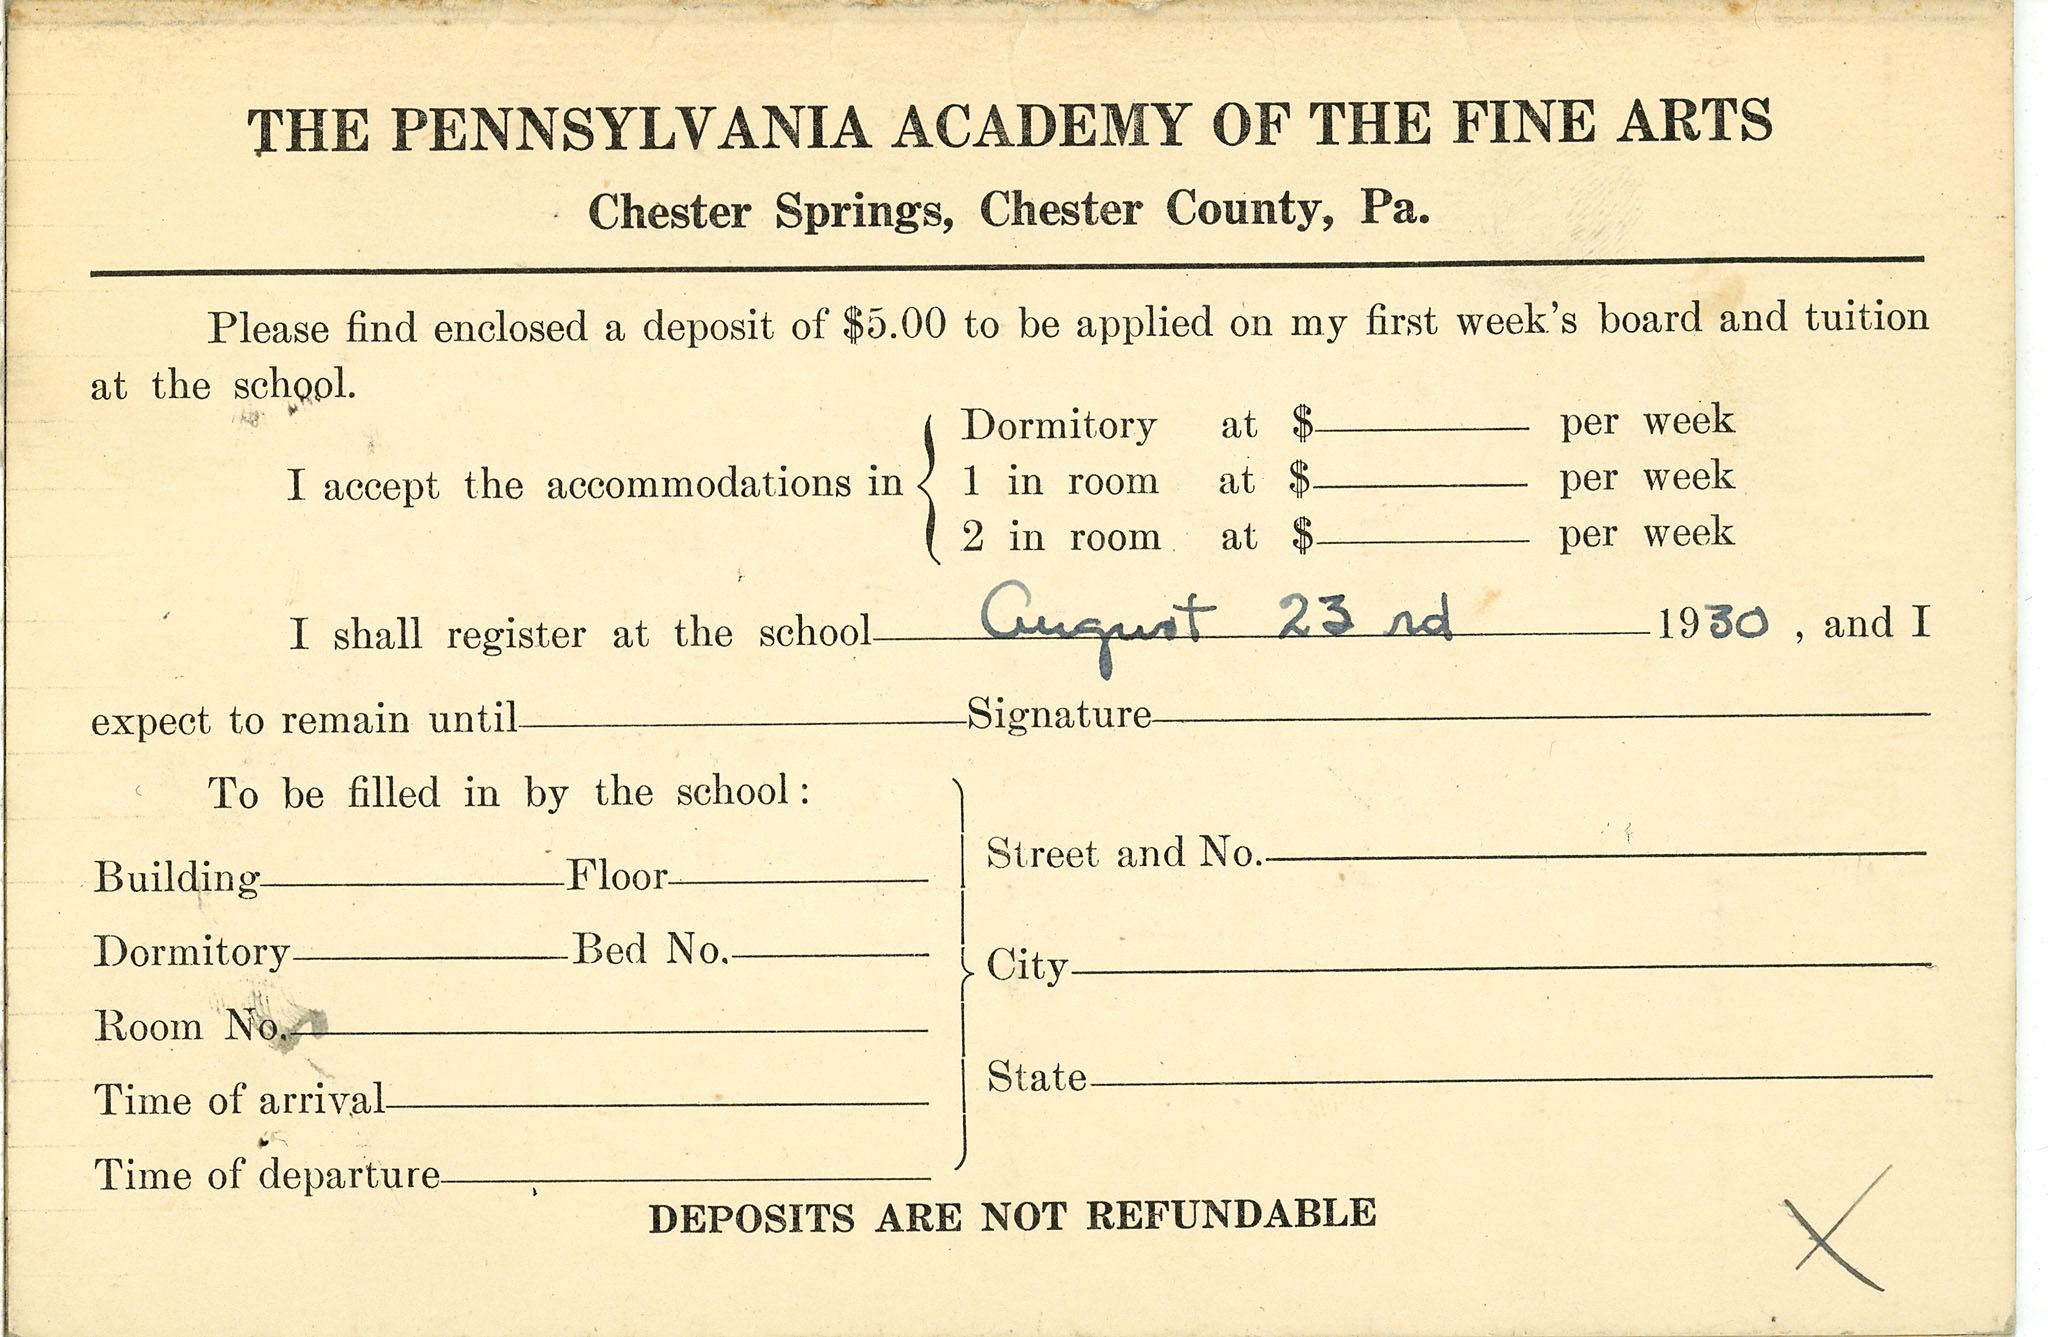 THE PENNSYLVANIA ACADEMY OF THE FINE ARTS
Chester Springs, Chester County, Pa.
Please find enclosed a deposit of $5.00 to be applied on my first week's board and tuition
at the school.
I accept the accommodations in
Dormitory at $ per week
1 in room at $ per week
2 in room at $ per week
I shall register at the school August 23 rd 1930 , and I
expect to remain until Signature
To be filled in by the school:
Building Floor
Dormitory Bed No.
Room No.
Time of arrival
Time of departure
Street and No.
City
State
DEPOSITS ARE NOT REFUNDABLE
X